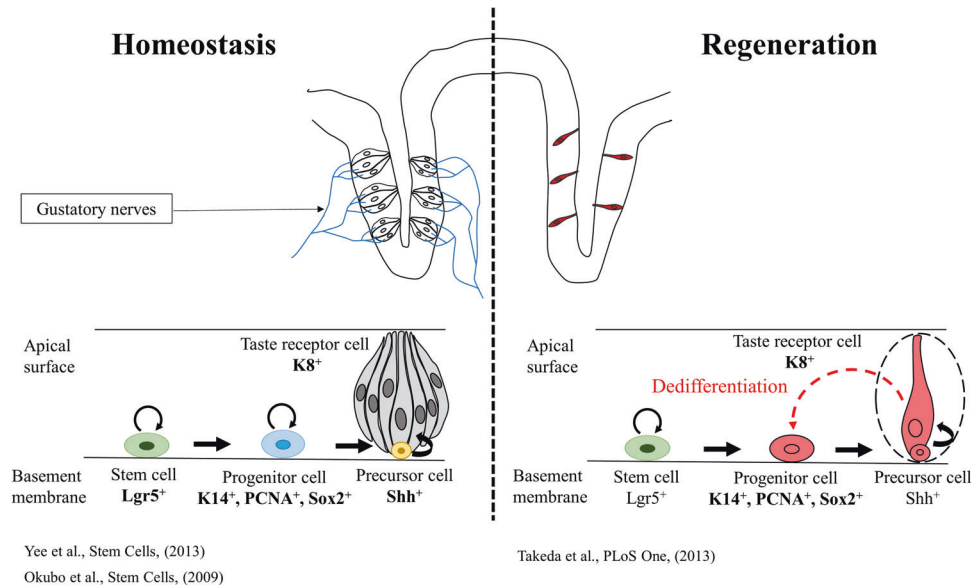 Homeostasis
Regeneration
Gustatory nerves
Apical
surface
Taste receptor cell
K8⁺
Basement
membrane
Stem cell
Lgr5⁺
Progenitor cell
K14⁺, PCNA⁺, Sox2⁺
Precursor cell
Shh⁺
Yee et al., Stem Cells, (2013)
Okubo et al., Stem Cells, (2009)
Apical
surface
Taste receptor cell
K8⁺
Dedifferentiation
Basement
membrane
Stem cell
Lgr5⁺
Progenitor cell
K14⁺, PCNA⁺, Sox2⁺
Precursor cell
Shh⁺
Takeda et al., PLoS One, (2013)